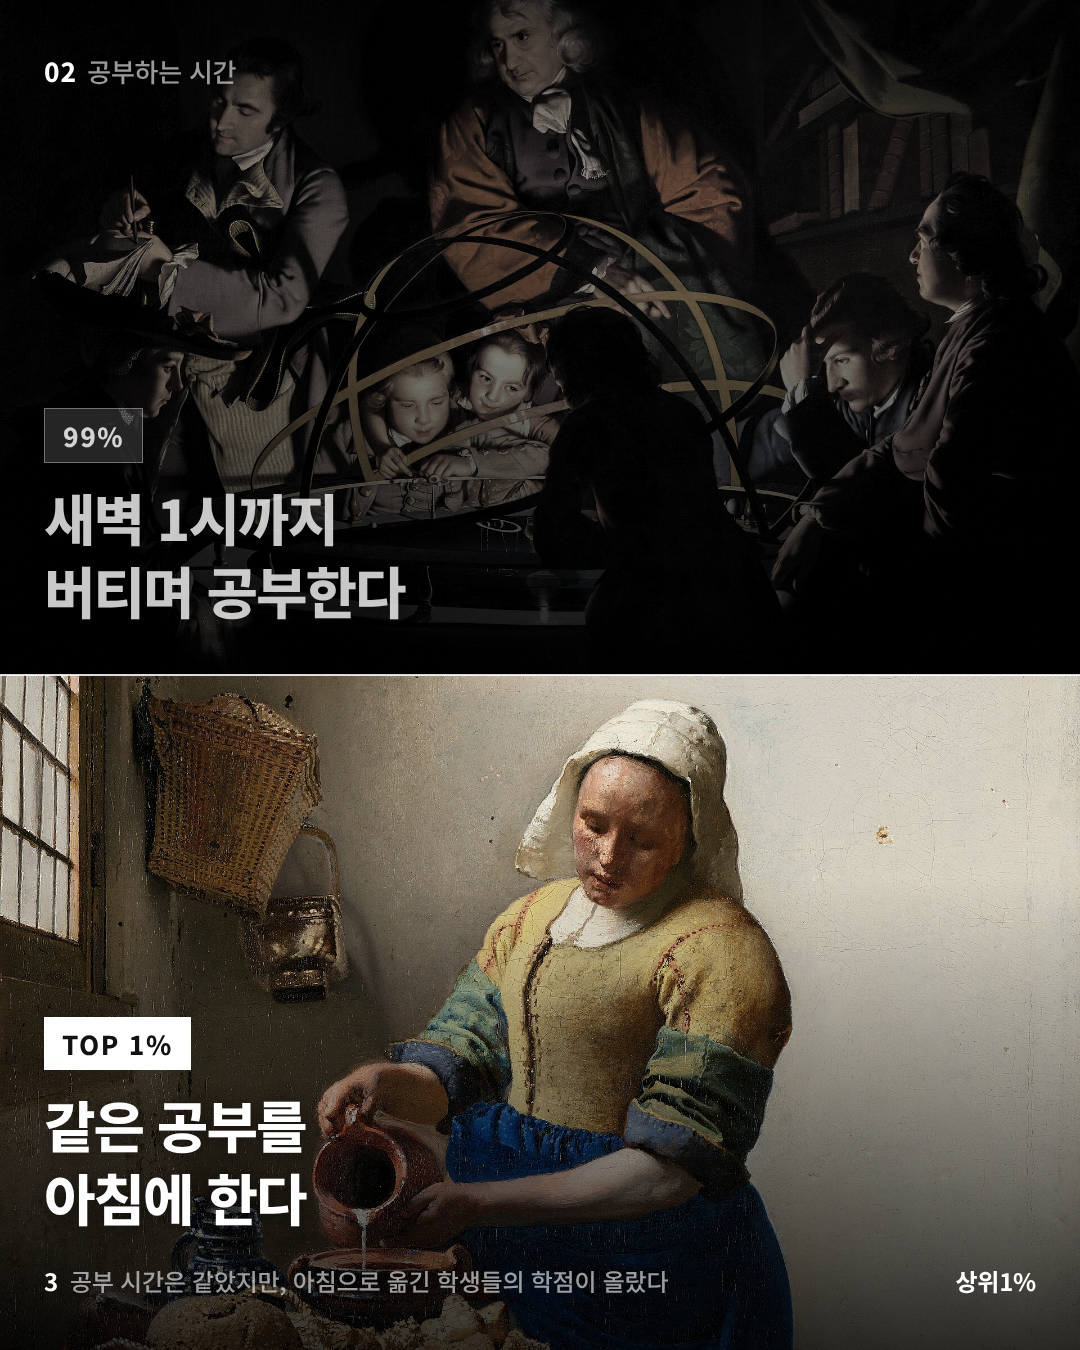 02 공부하는 시간
99%
새벽 1시까지
버티며 공부한다
TOP 1%
같은 공부를
아침에 한다
3 공부 시간은 같았지만, 아침으로 옮긴 학생들의 학점이 올랐다
상위1%